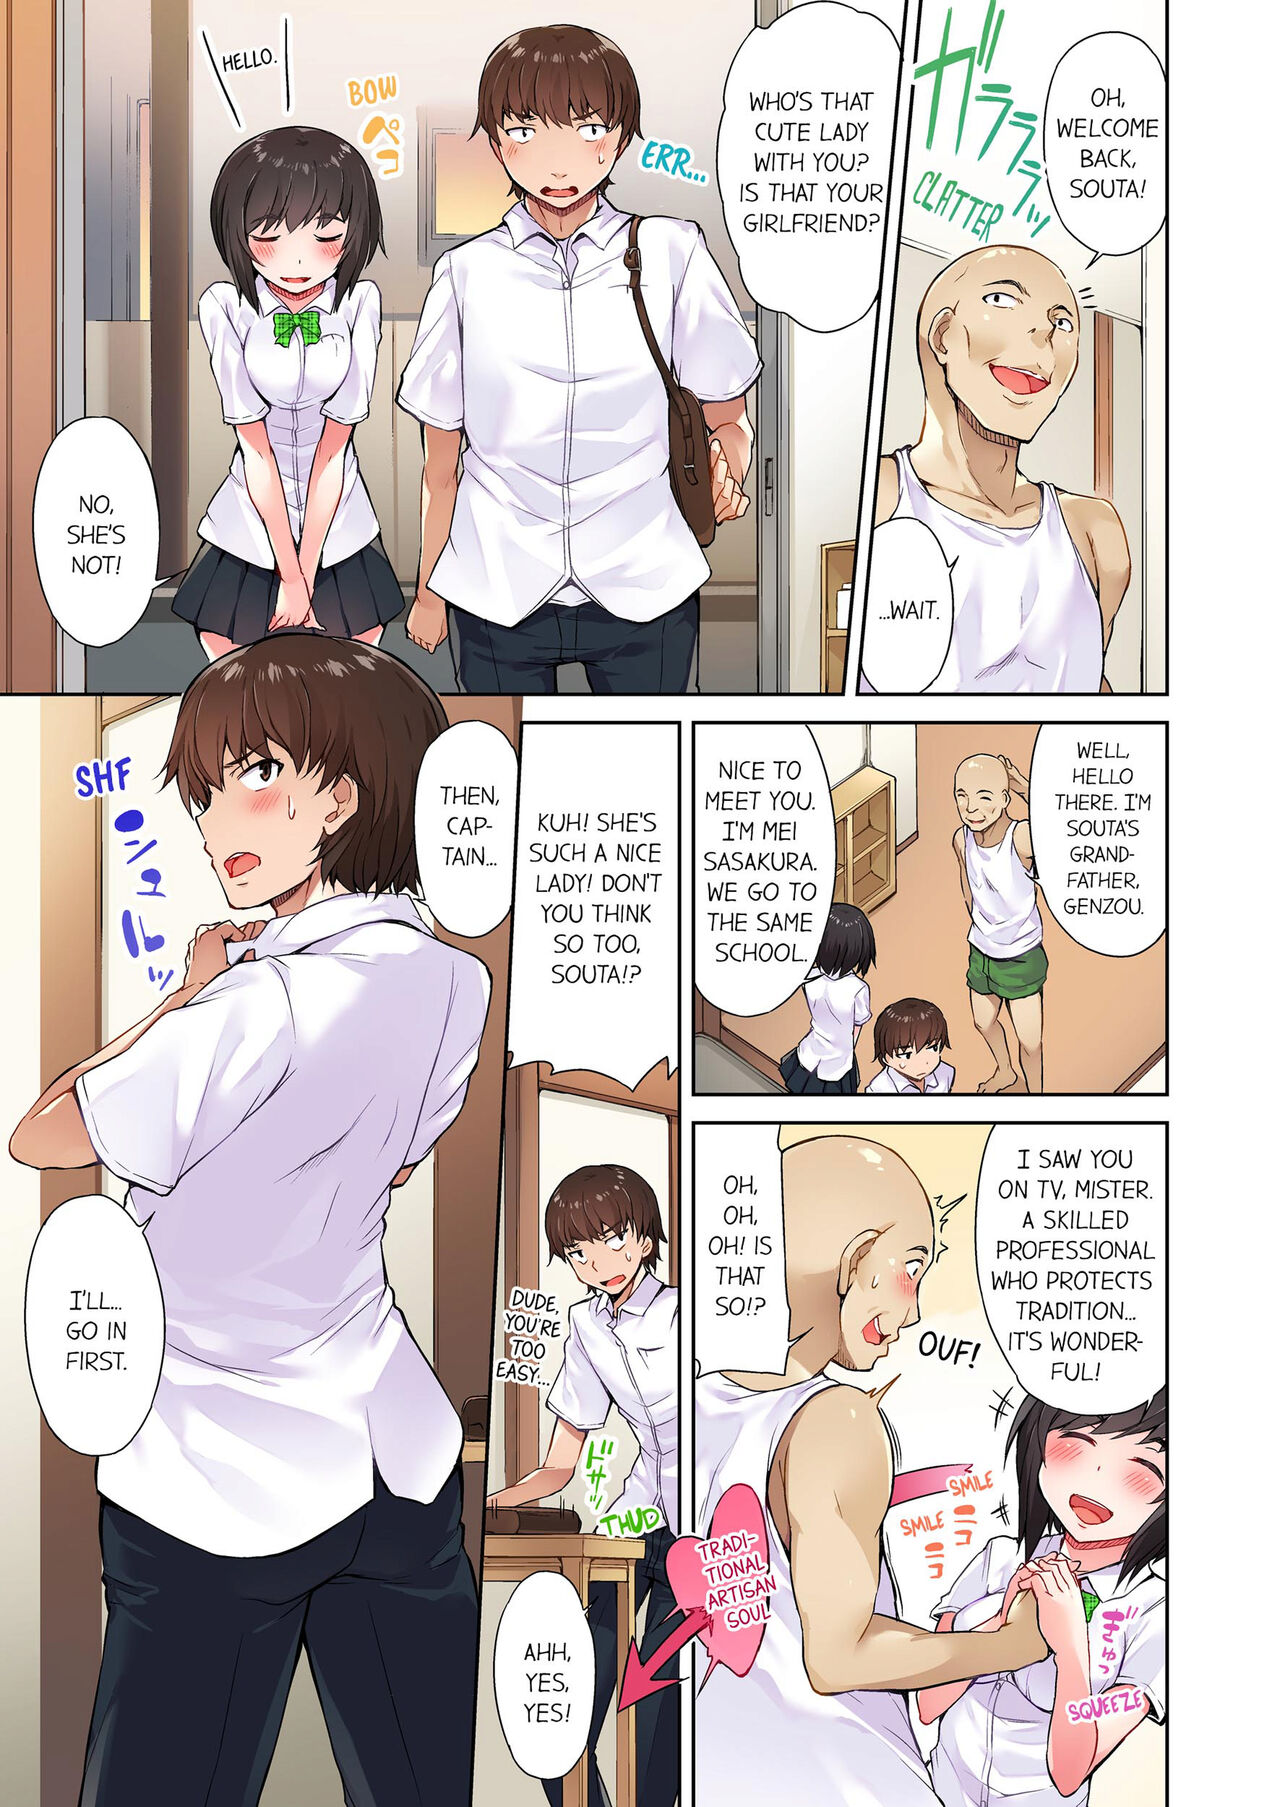 OH,
WELCOME
BACK,
SOUTA!
ガラララッ
CLATTER
...WAIT.
WHO'S THAT
CUTE LADY
WITH YOU?
IS THAT YOUR
GIRLFRIEND?
ERR...
HELLO.
BOW
ペコ
NO,
SHE'S
NOT!
WELL,
HELLO
THERE. I'M
SOUTA'S
GRAND-
FATHER,
GENZOU.
NICE TO
MEET YOU.
I'M MEI
SASAKURA.
WE GO TO
THE SAME
SCHOOL.
I SAW YOU
ON TV, MISTER.
A SKILLED
PROFESSIONAL
WHO PROTECTS
TRADITION...
IT'S WONDER-
FUL!
OH,
OH,
OH! IS
THAT
SO!?
OUF!
SMILE
SMILE
ニコ
ニコ
ぎゅっ
SQUEEZE
TRADI-
TIONAL
ARTISAN
SOUL
KUH! SHE'S
SUCH A NICE
LADY! DON'T
YOU THINK
SO TOO,
SOUTA!?
DUDE,
YOU'RE
TOO
EASY...
ドサッ
THUD
AHH,
YES,
YES!
THEN,
CAP-
TAIN...
SHF
シュルッ
I'LL...
GO IN
FIRST.